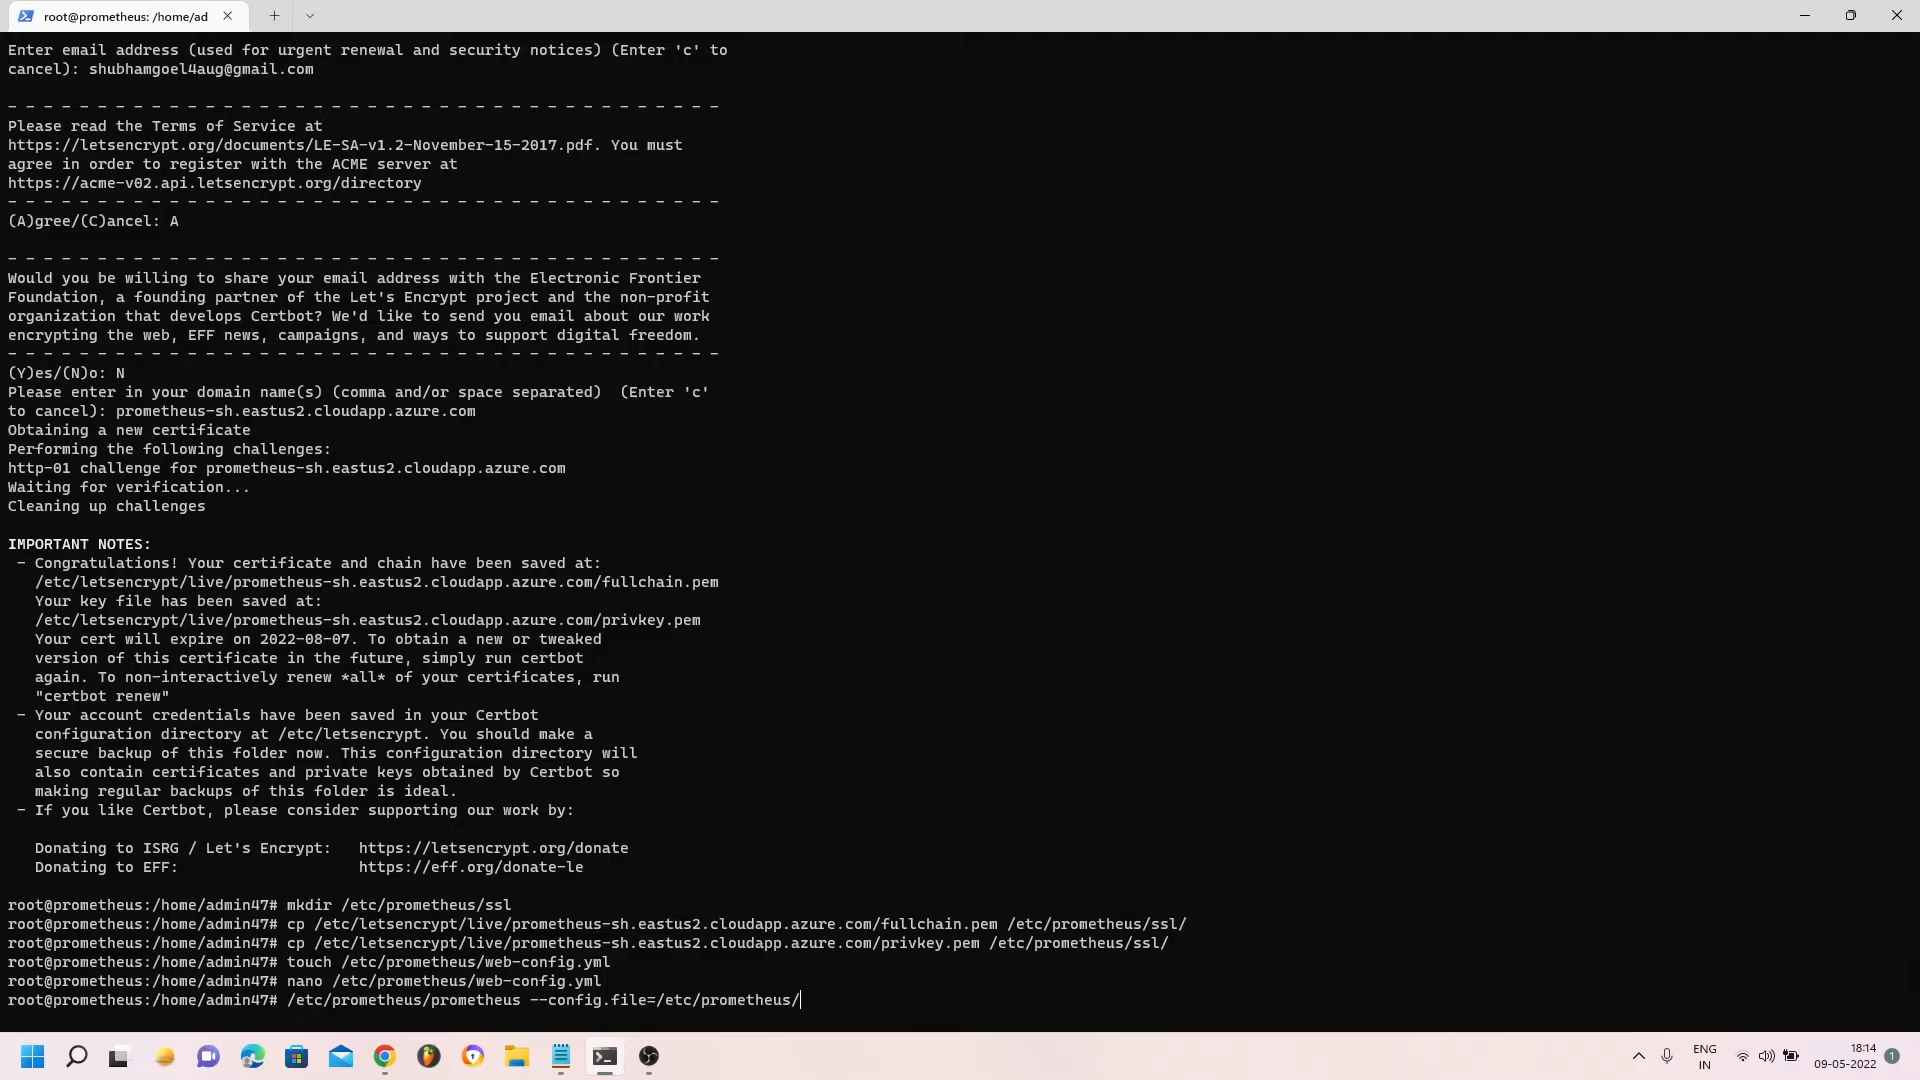 root@prometheus: /home/ad
Enter email address (used for urgent renewal and security notices) (Enter 'c' to
cancel): shubhamgoel4aug@gmail.com
- - - - - - - - - - - - - - - - - - - - - - - - - - - - - - - - - - - - - - - -
Please read the Terms of Service at
https://letsencrypt.org/documents/LE-SA-v1.2-November-15-2017.pdf. You must
agree in order to register with the ACME server at
https://acme-v02.api.letsencrypt.org/directory
- - - - - - - - - - - - - - - - - - - - - - - - - - - - - - - - - - - - - - - -
(A)gree/(C)ancel: A
- - - - - - - - - - - - - - - - - - - - - - - - - - - - - - - - - - - - - - - -
Would you be willing to share your email address with the Electronic Frontier
Foundation, a founding partner of the Let's Encrypt project and the non-profit
organization that develops Certbot? We'd like to send you email about our work
encrypting the web, EFF news, campaigns, and ways to support digital freedom.
- - - - - - - - - - - - - - - - - - - - - - - - - - - - - - - - - - - - - - - -
(Y)es/(N)o: N
Please enter in your domain name(s) (comma and/or space separated)  (Enter 'c'
to cancel): prometheus-sh.eastus2.cloudapp.azure.com
Obtaining a new certificate
Performing the following challenges:
http-01 challenge for prometheus-sh.eastus2.cloudapp.azure.com
Waiting for verification...
Cleaning up challenges
IMPORTANT NOTES:
- Congratulations! Your certificate and chain have been saved at:
/etc/letsencrypt/live/prometheus-sh.eastus2.cloudapp.azure.com/fullchain.pem
Your key file has been saved at:
/etc/letsencrypt/live/prometheus-sh.eastus2.cloudapp.azure.com/privkey.pem
Your cert will expire on 2022-08-07. To obtain a new or tweaked
version of this certificate in the future, simply run certbot
again. To non-interactively renew *all* of your certificates, run
"certbot renew"
- Your account credentials have been saved in your Certbot
configuration directory at /etc/letsencrypt. You should make a
secure backup of this folder now. This configuration directory will
also contain certificates and private keys obtained by Certbot so
making regular backups of this folder is ideal.
- If you like Certbot, please consider supporting our work by:
Donating to ISRG / Let's Encrypt:   https://letsencrypt.org/donate
Donating to EFF:                    https://eff.org/donate-le
root@prometheus:/home/admin47# mkdir /etc/prometheus/ssl
root@prometheus:/home/admin47# cp /etc/letsencrypt/live/prometheus-sh.eastus2.cloudapp.azure.com/fullchain.pem /etc/prometheus/ssl/
root@prometheus:/home/admin47# cp /etc/letsencrypt/live/prometheus-sh.eastus2.cloudapp.azure.com/privkey.pem /etc/prometheus/ssl/
root@prometheus:/home/admin47# touch /etc/prometheus/web-config.yml
root@prometheus:/home/admin47# nano /etc/prometheus/web-config.yml
root@prometheus:/home/admin47# /etc/prometheus/prometheus --config.file=/etc/prometheus/
ENG
IN
18:14
09-05-2022
1